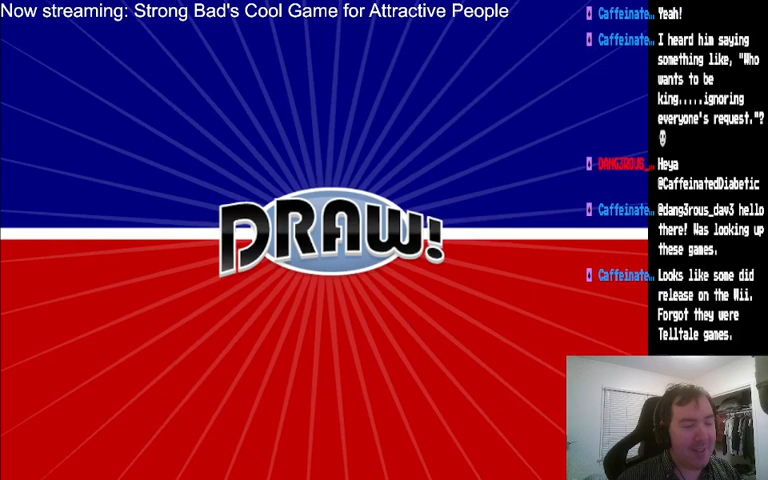 Now streaming: Strong Bad's Cool Game for Attractive People
DRAW!
Caffeinate… Yeah!
Caffeinate… I heard him saying
something like, "Who
wants to be
king.....ignoring
everyone's request."?
DANG3ROUS_… Heya
@CaffeinatedDiabetic
Caffeinate… @dang3rous_dav3 hello
there! Was looking up
these games.
Caffeinate… Looks like some did
release on the Wii.
Forgot they were
Telltale games.